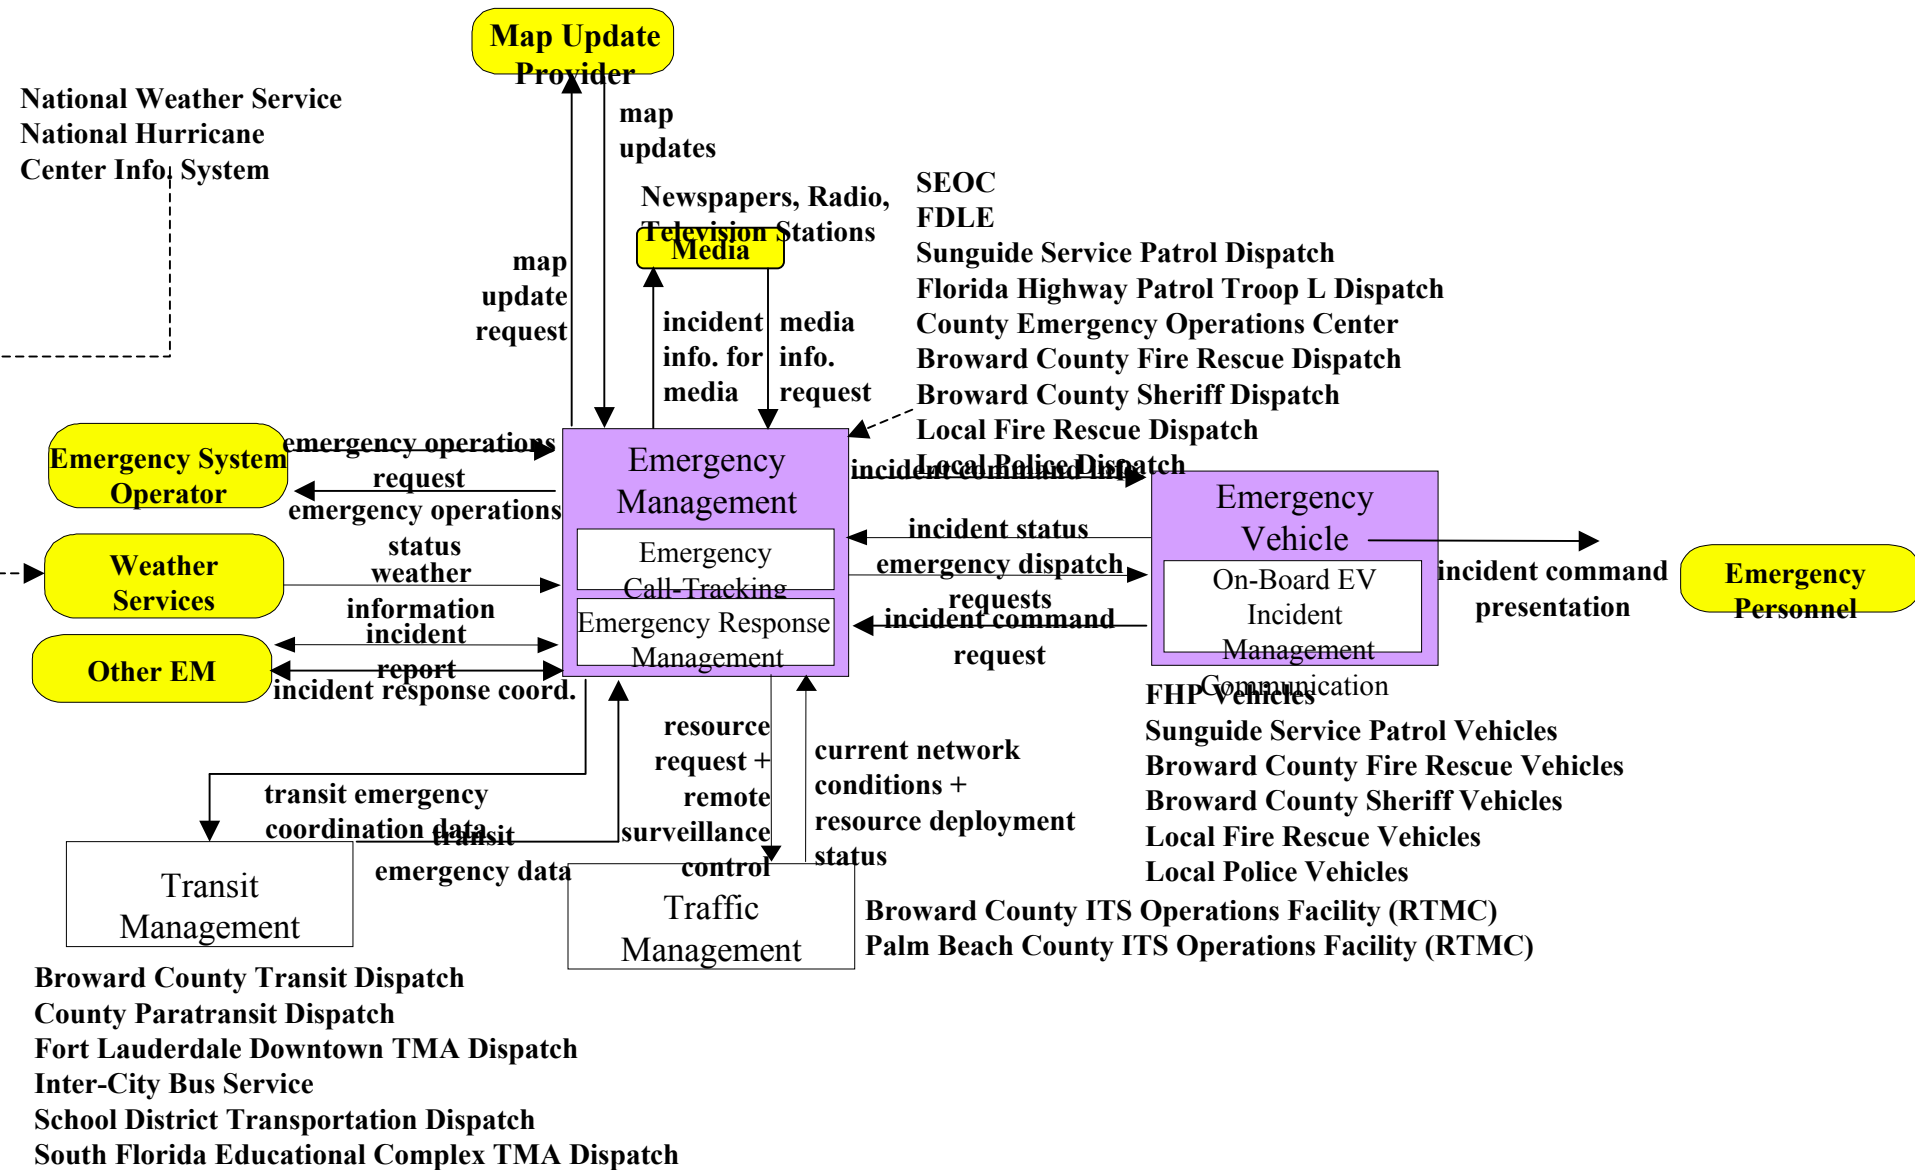 Map Update
Provider
National Weather Service
National Hurricane
Center Info. System
map
updates
Newspapers, Radio,
Television Stations
Media
SEOC
FDLE
Sunguide Service Patrol Dispatch
Florida Highway Patrol Troop L Dispatch
County Emergency Operations Center
Broward County Fire Rescue Dispatch
Broward County Sheriff Dispatch
Local Fire Rescue Dispatch
Local Police Dispatch
map
update
request
incident
info. for
media
media
info.
request
Emergency System
Operator
emergency operations
request
emergency operations
status
Weather
Services
weather
information
Other EM
incident
report
incident response coord.
Emergency
Management
Emergency
Call-Tracking
Emergency Response
Management
incident command info.
incident status
emergency dispatch
requests
incident command
request
Emergency
Vehicle
On-Board EV
Incident
Management
Communication
incident command
presentation
Emergency
Personnel
FHP Vehicles
Sunguide Service Patrol Vehicles
Broward County Fire Rescue Vehicles
Broward County Sheriff Vehicles
Local Fire Rescue Vehicles
Local Police Vehicles
transit emergency
coordination data
transit
emergency data
resource
request +
remote
surveillance
control
current network
conditions +
resource deployment
status
Transit
Management
Traffic
Management
Broward County ITS Operations Facility (RTMC)
Palm Beach County ITS Operations Facility (RTMC)
Broward County Transit Dispatch
County Paratransit Dispatch
Fort Lauderdale Downtown TMA Dispatch
Inter-City Bus Service
School District Transportation Dispatch
South Florida Educational Complex TMA Dispatch